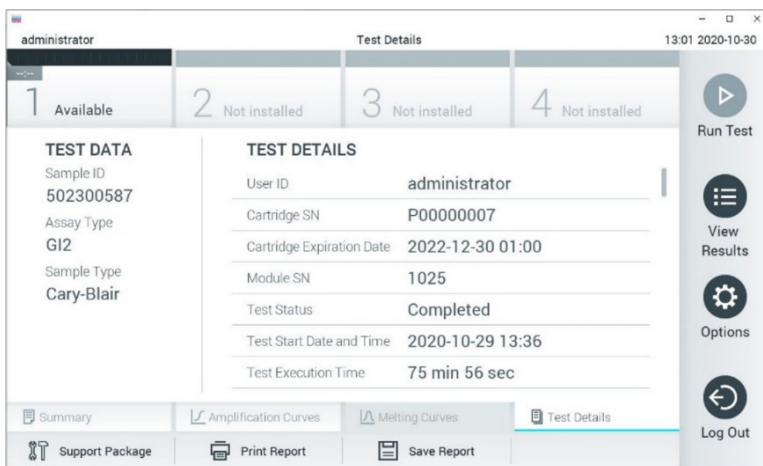 administrator Test Details 13:01 2020-10-30
--:--
1 Available 2 Not installed 3 Not installed 4 Not installed
Run Test
TEST DATA
Sample ID
502300587
Assay Type
GI2
Sample Type
Cary-Blair
TEST DETAILS
User ID administrator
Cartridge SN P00000007
Cartridge Expiration Date 2022-12-30 01:00
Module SN 1025
Test Status Completed
Test Start Date and Time 2020-10-29 13:36
Test Execution Time 75 min 56 sec
View
Results
Options
Log Out
Summary Amplification Curves Melting Curves Test Details
Support Package Print Report Save Report